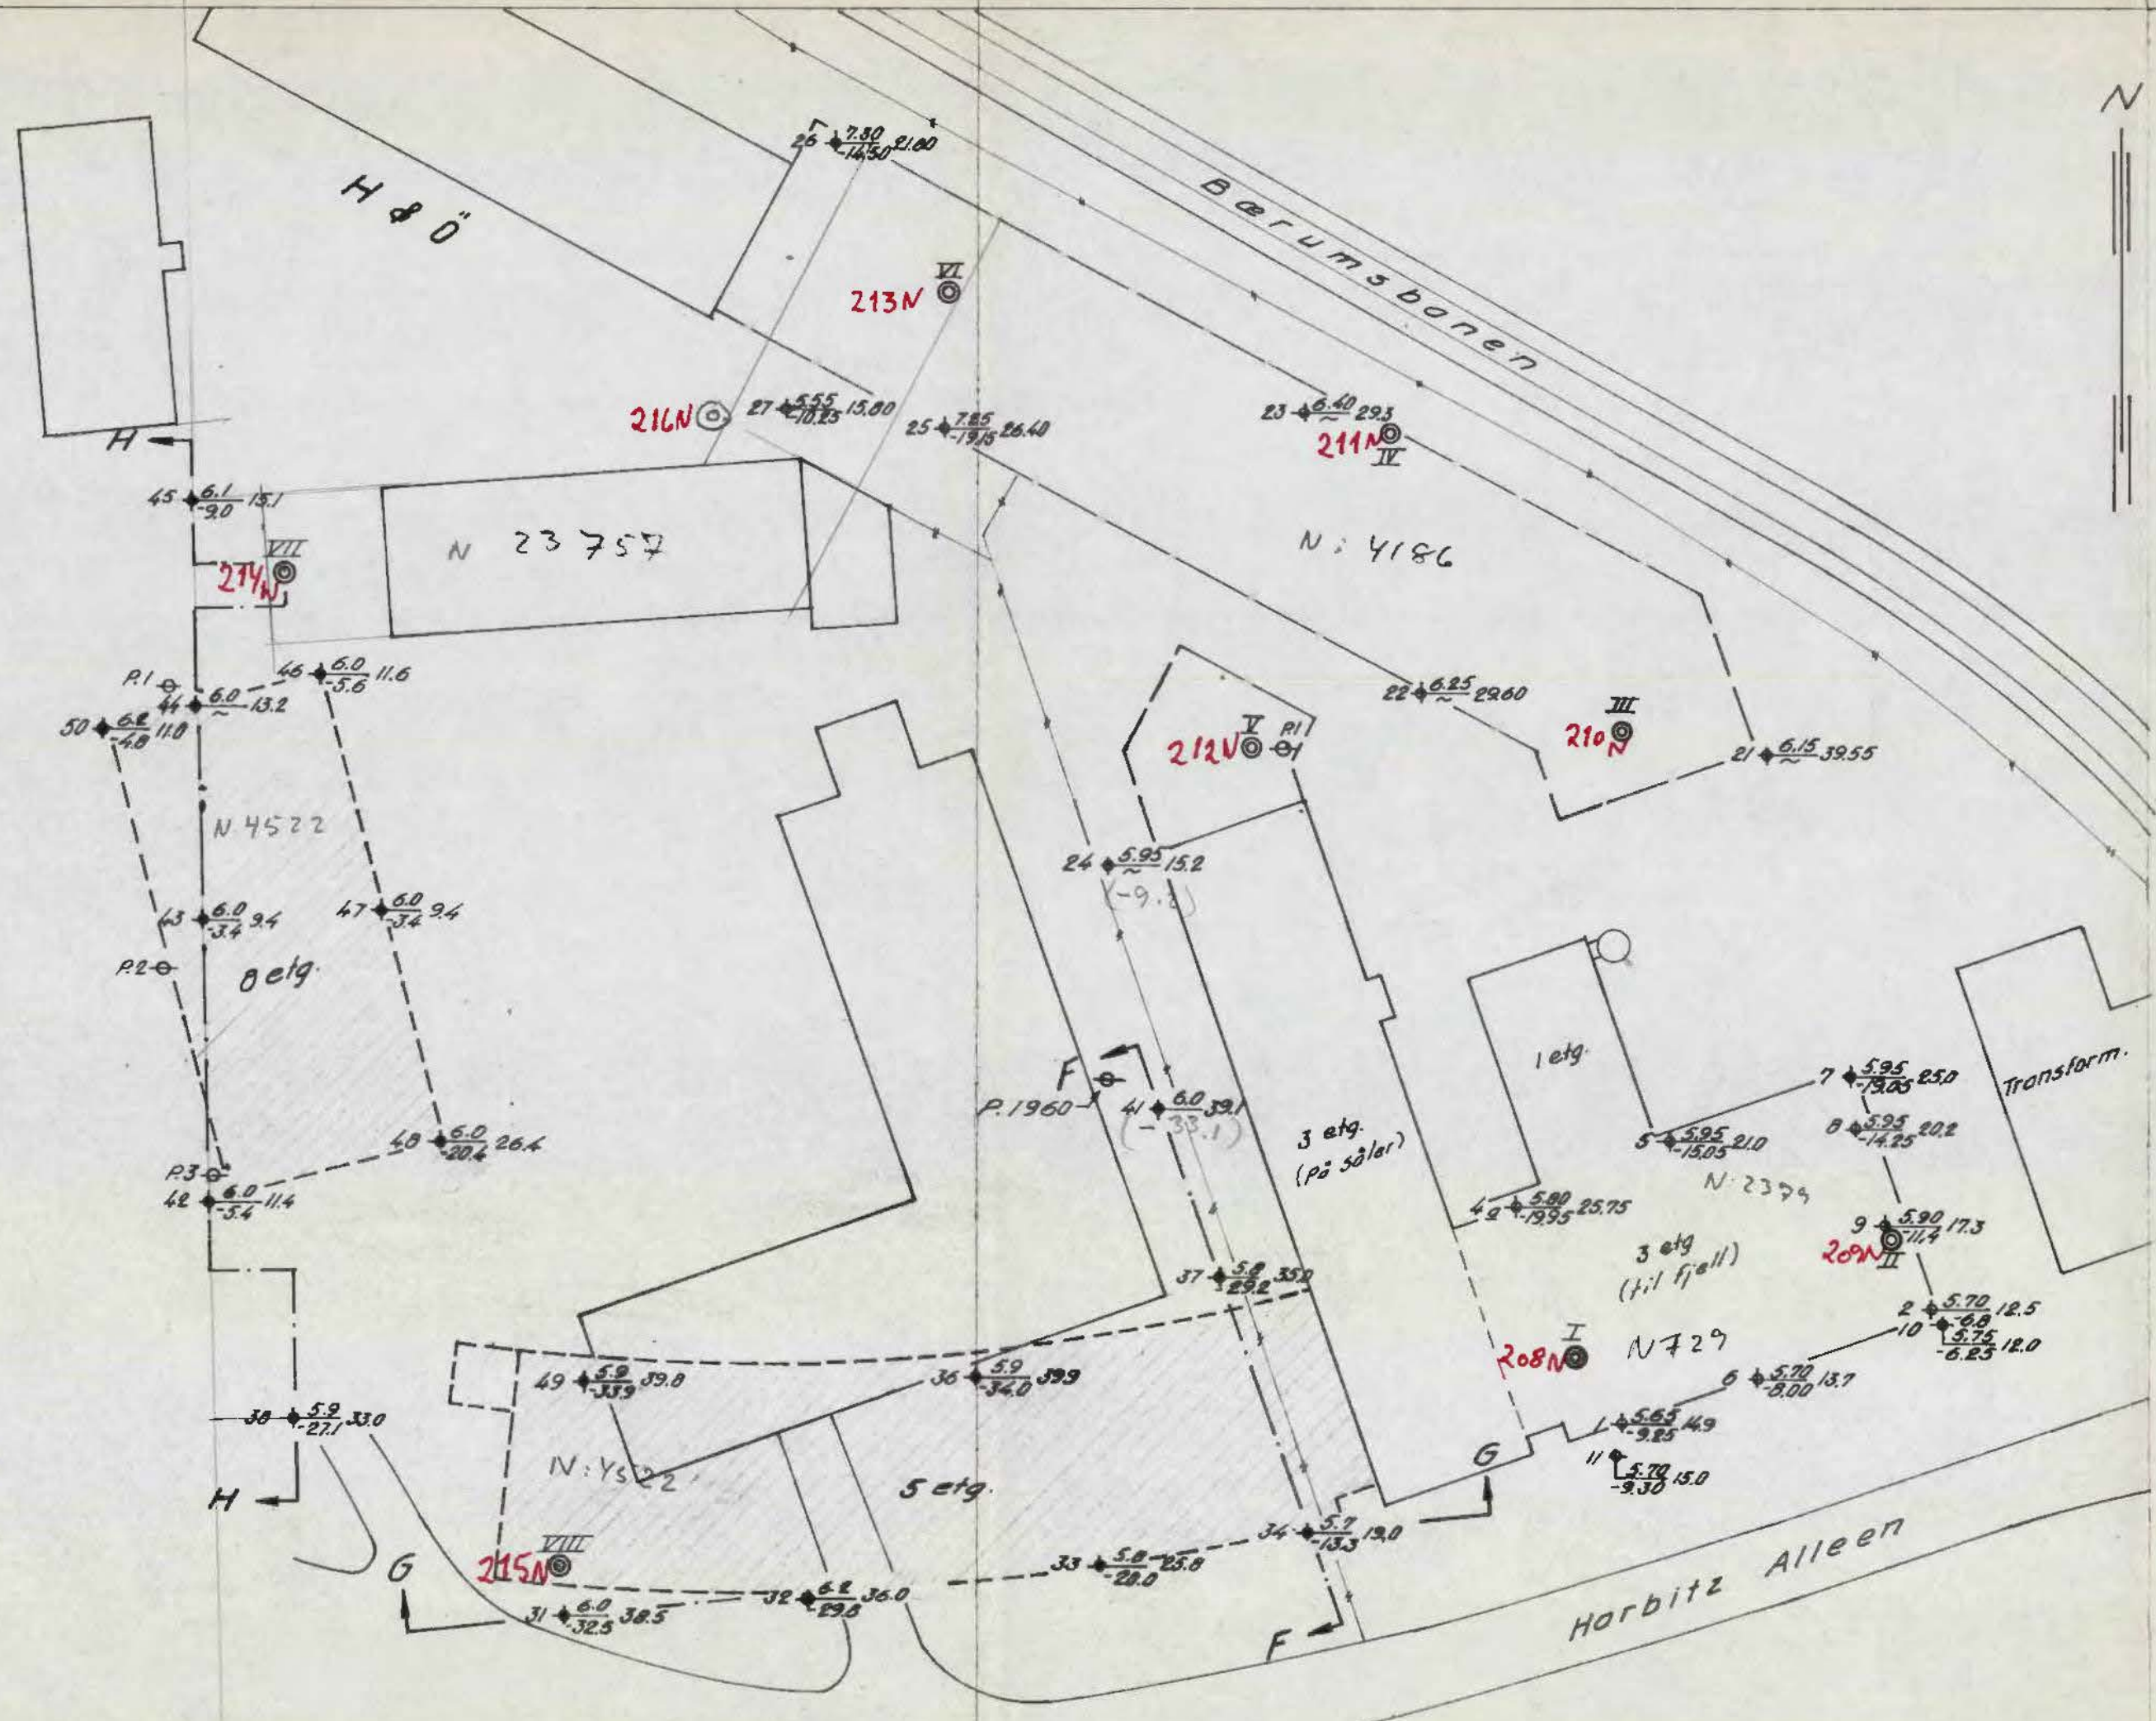 N
26 7.30 -14.50 21.80
H & Ö
Bærumsbanen
VI
213N
216N
27 5.55 -10.25 15.80
25 7.25 -19.15 26.40
23 6.40 ~ 29.3
211N
IV
H
45 6.1 -9.0 15.1
N 23757
N: 4186
VII
214N
P.1
46 6.0 -5.6 11.6
44 6.0 ~ 13.2
50 6.2 -4.8 11.0
22 6.25 ~ 29.60
III
210N
V P.1
212N
21 6.15 ~ 39.55
N 4522
24 5.95 ~ 15.2
43 6.0 -3.4 9.4
47 6.0 -3.4 9.4
P.2
8 etg.
1 etg.
Transform.
7 5.95 -19.05 25.0
F
P.1960
41 6.0 39.1
(-33.1)
8 5.95 -14.25 20.2
3 etg.
(på såler)
5 5.95 -15.05 21.0
48 6.0 -20.4 26.4
P.3
42 6.0 -5.4 11.4
N 2379
4a 5.80 -19.95 25.75
9 5.90 -11.4 17.3
3 etg
(til fjell)
209N
II
37 5.8 -29.2 35.0
2 5.70 -6.8 12.5
10 5.75 -6.25 12.0
I
208N
N729
49 5.9 -33.9 39.8
36 5.9 -34.0 39.9
6 5.70 -8.00 13.7
38 5.9 -27.1 33.0
1 5.65 -9.25 14.9
G
11 5.70 -9.30 15.0
N: 4522
5 etg.
H
34 5.7 -13.3 19.0
VIII
215N
G
33 5.8 -20.0 25.8
32 6.2 -29.8 36.0
31 6.0 -32.5 38.5
F
Harbitz Alleen